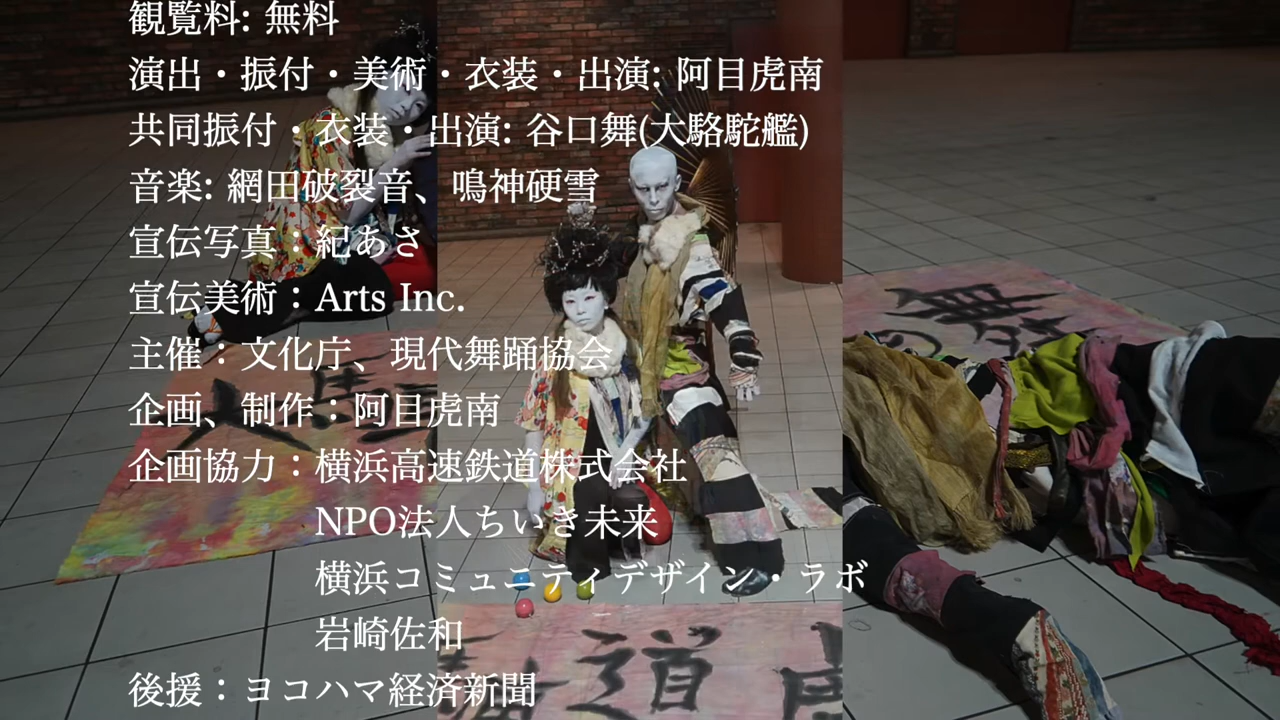 観覧料: 無料
演出・振付・美術・衣装・出演: 阿目虎南
共同振付・衣装・出演: 谷口舞(大駱駝艦)
音楽: 網田破裂音、鳴神硬雪
宣伝写真：紀あさ
宣伝美術：Arts Inc.
主催：文化庁、現代舞踊協会
企画、制作：阿目虎南
企画協力：横浜高速鉄道株式会社
NPO法人ちいき未来
横浜コミュニティデザイン・ラボ
岩崎佐和
後援：ヨコハマ経済新聞
道